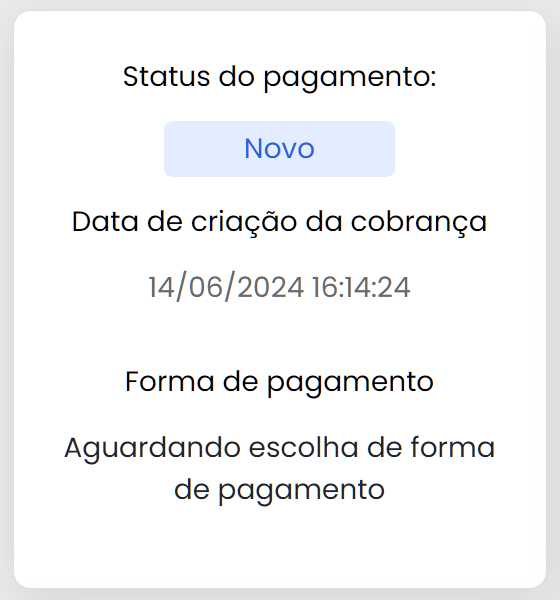 Status do pagamento:
Novo
Data de criação da cobrança
14/06/2024 16:14:24
Forma de pagamento
Aguardando escolha de forma
de pagamento